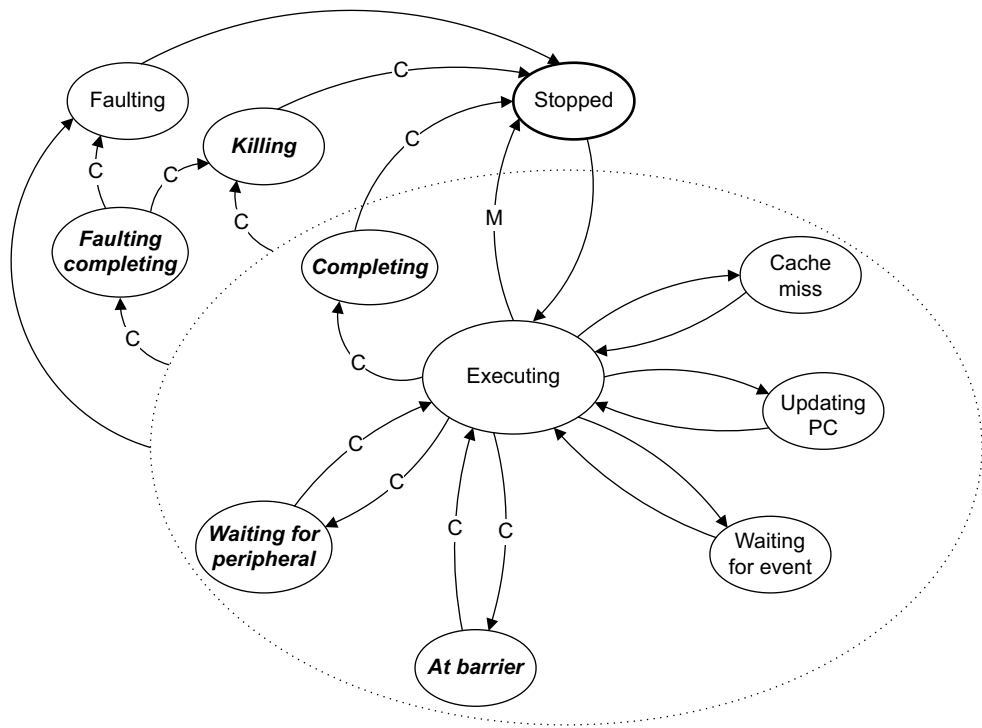 C
Faulting
Stopped
C
Killing
C
C
M
C
Faulting
completing
Completing
Cache
miss
C
C
Executing
Updating
PC
C
C
Waiting for
peripheral
C
C
Waiting
for event
At barrier